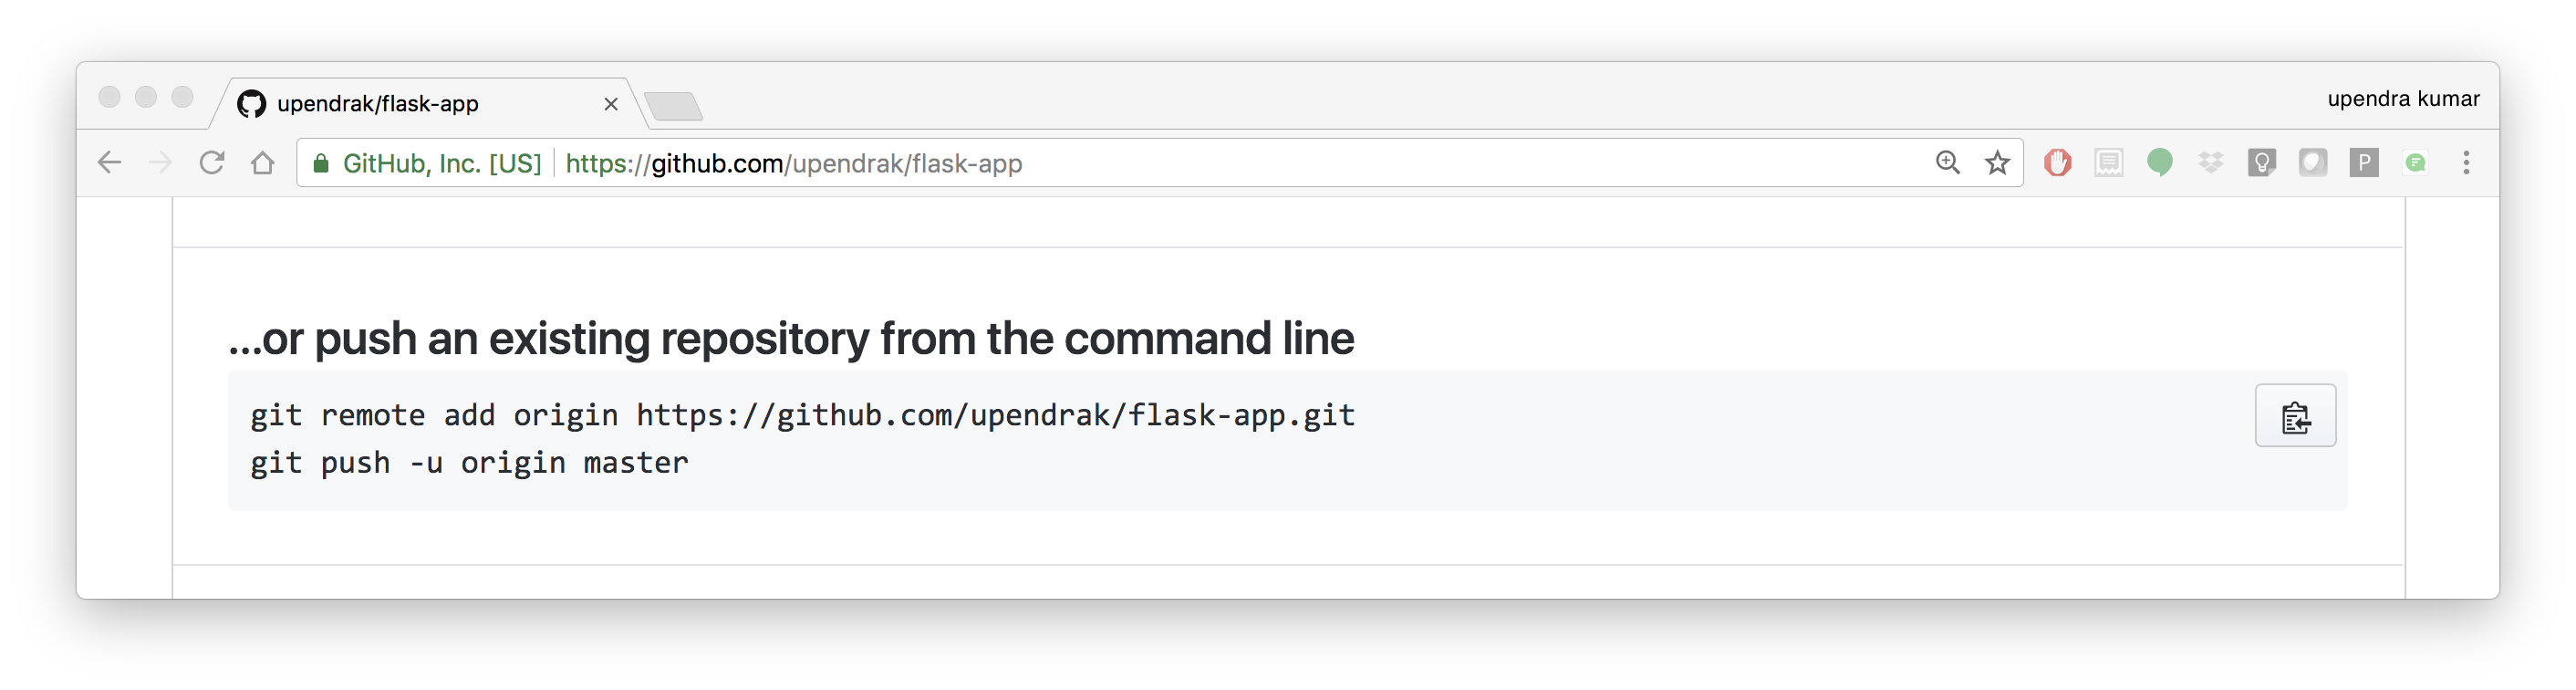 upendrak/flask-app
upendra kumar
GitHub, Inc. [US] https://github.com/upendrak/flask-app
P
...or push an existing repository from the command line
git remote add origin https://github.com/upendrak/flask-app.git
git push -u origin master